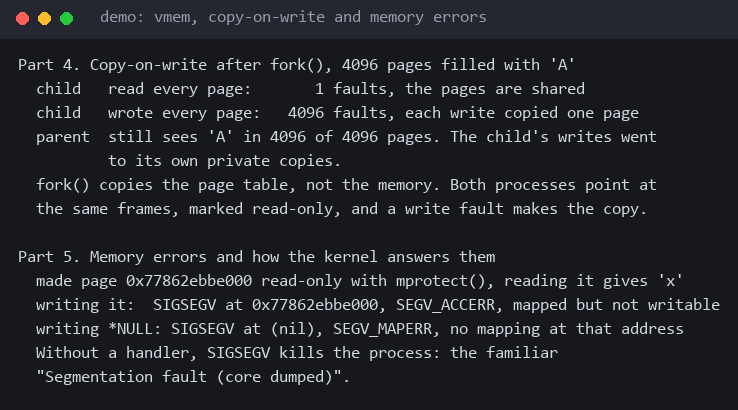 demo: vmem, copy-on-write and memory errors
Part 4. Copy-on-write after fork(), 4096 pages filled with 'A'
child read every page: 1 faults, the pages are shared
child wrote every page: 4096 faults, each write copied one page
parent still sees 'A' in 4096 of 4096 pages. The child's writes went
to its own private copies.
fork() copies the page table, not the memory. Both processes point at
the same frames, marked read-only, and a write fault makes the copy.
Part 5. Memory errors and how the kernel answers them
made page 0x77862ebbe000 read-only with mprotect(), reading it gives 'x'
writing it: SIGSEGV at 0x77862ebbe000, SEGV_ACCERR, mapped but not writable
writing *NULL: SIGSEGV at (nil), SEGV_MAPERR, no mapping at that address
Without a handler, SIGSEGV kills the process: the familiar
"Segmentation fault (core dumped)".